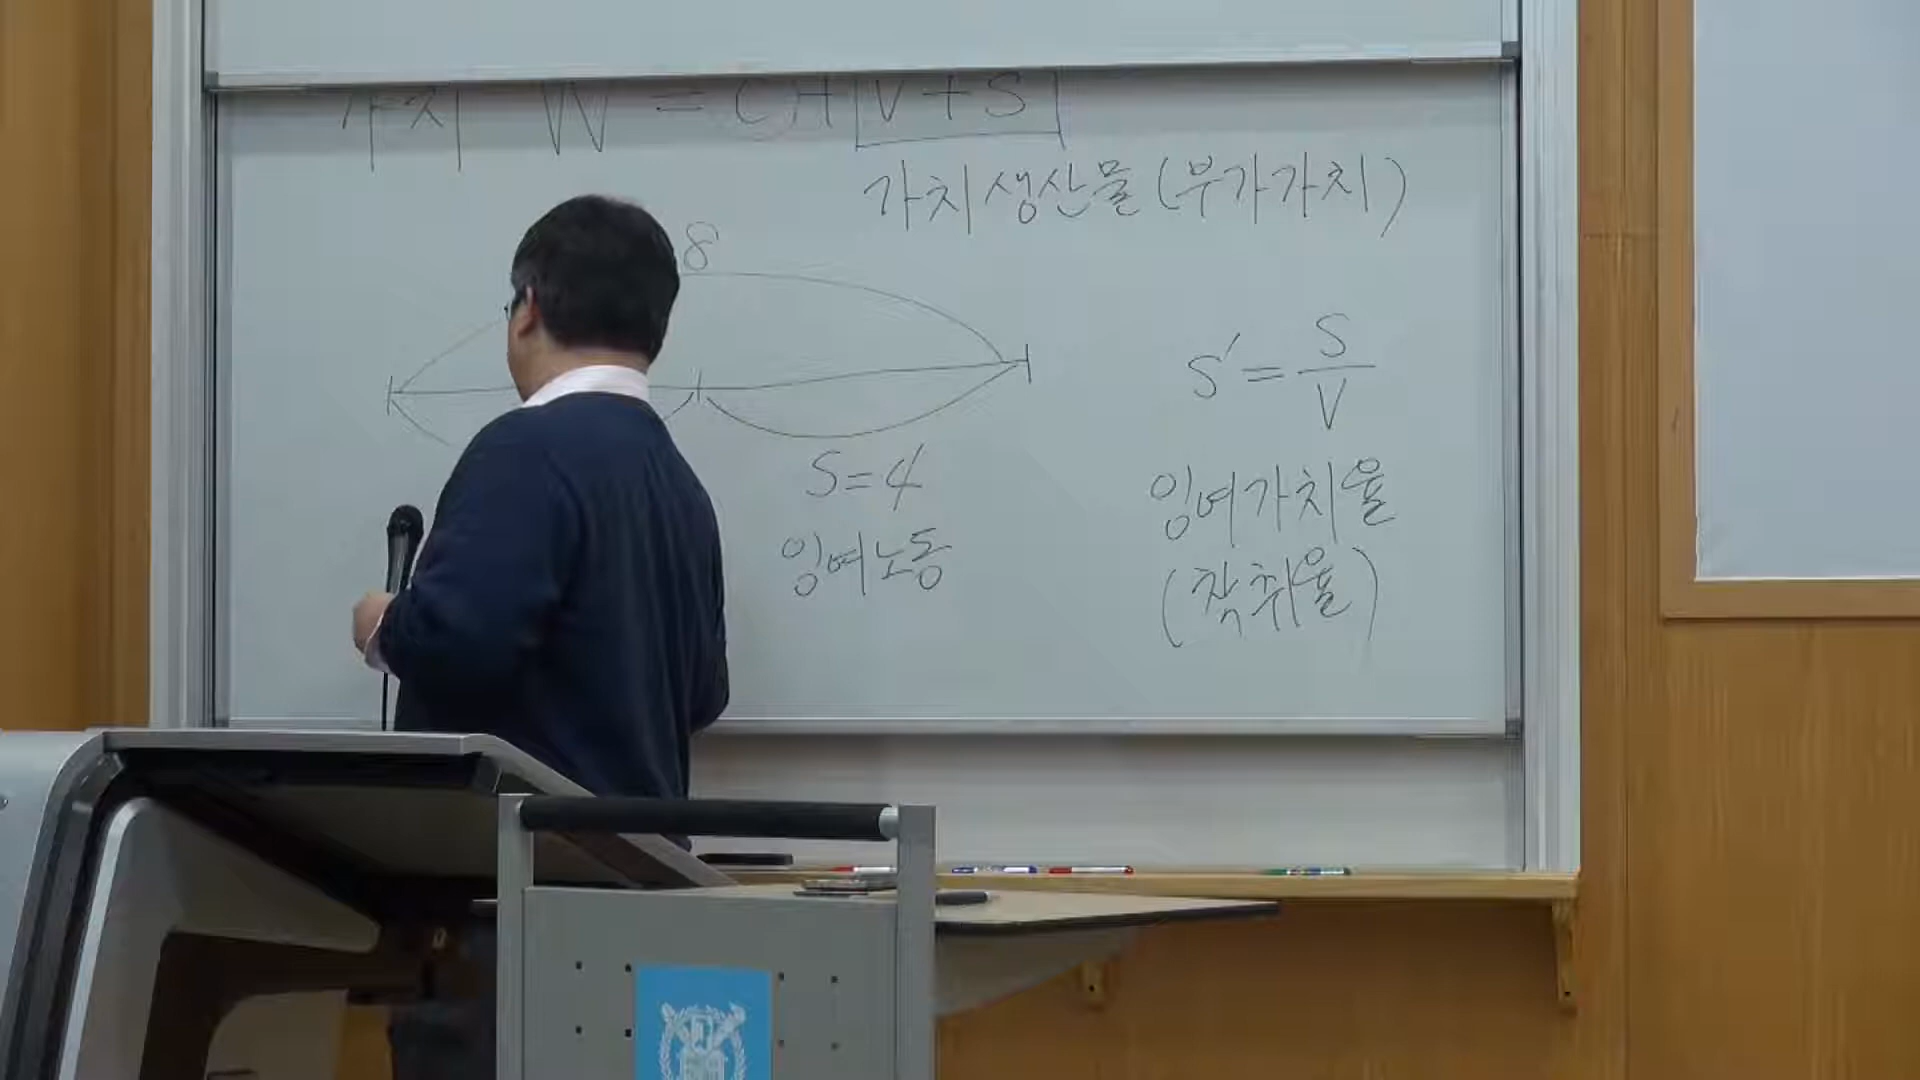 가치 W = C + V + S
가치생산물 (부가가치)
8
S = 4
잉여노동
S' = S / V
잉여가치율
(착취율)